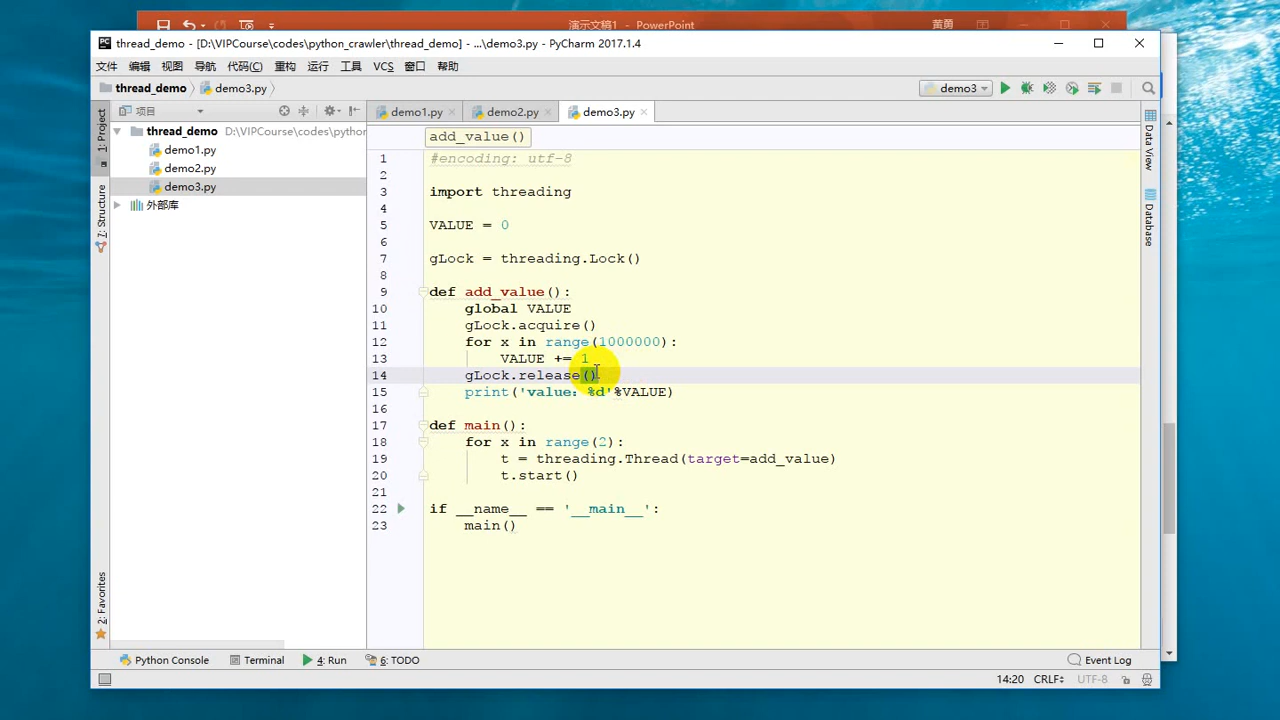 演示文稿1 - PowerPoint
黄勇
thread_demo - [D:\VIPCourse\codes\python_crawler\thread_demo] - ...\demo3.py - PyCharm 2017.1.4
文件 编辑 视图 导航 代码(C) 重构 运行 工具 VCS 窗口 帮助
thread_demo demo3.py demo3
项目
demo1.py demo2.py demo3.py
1: Project
7: Structure
2: Favorites
thread_demo D:\VIPCourse\codes\python
demo1.py
demo2.py
demo3.py
外部库
add_value()
1 #encoding: utf-8
2
3 import threading
4
5 VALUE = 0
6
7 gLock = threading.Lock()
8
9 def add_value():
10 global VALUE
11 gLock.acquire()
12 for x in range(1000000):
13 VALUE += 1
14 gLock.release()
15 print('value: %d'%VALUE)
16
17 def main():
18 for x in range(2):
19 t = threading.Thread(target=add_value)
20 t.start()
21
22 if __name__ == '__main__':
23 main()
Data View
Database
Python Console Terminal 4: Run 6: TODO Event Log
14:20 CRLF UTF-8